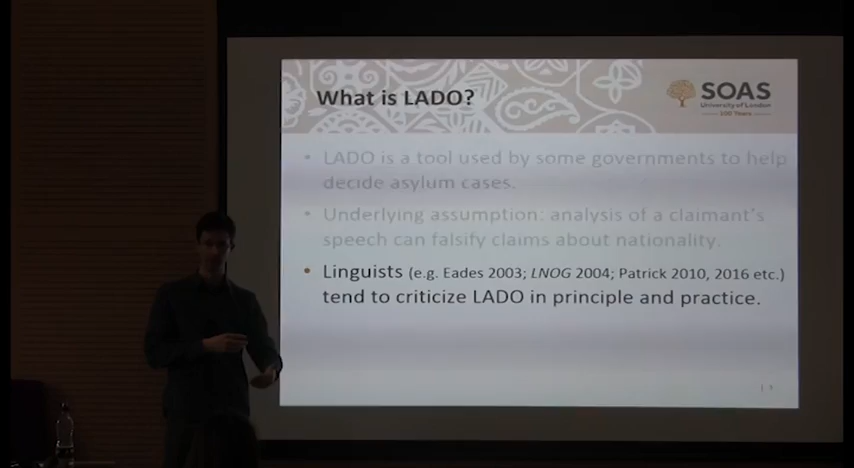 What is LADO?
SOAS
University of London
100 Years
• LADO is a tool used by some governments to help
decide asylum cases.
• Underlying assumption: analysis of a claimant's
speech can falsify claims about nationality.
• Linguists (e.g. Eades 2003; LNOG 2004; Patrick 2010, 2016 etc.)
tend to criticize LADO in principle and practice.